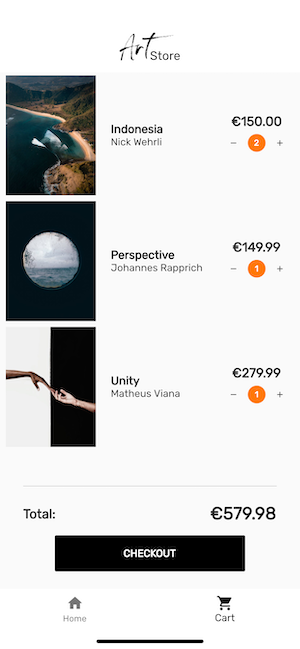 Art Store
Indonesia
Nick Wehrli
€150.00
− 2 +
Perspective
Johannes Rapprich
€149.99
− 1 +
Unity
Matheus Viana
€279.99
− 1 +
Total:
€579.98
CHECKOUT
Home
Cart